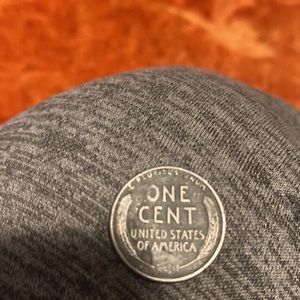 E PLURIBUS UNUM
ONE
CENT
UNITED STATES
OF AMERICA